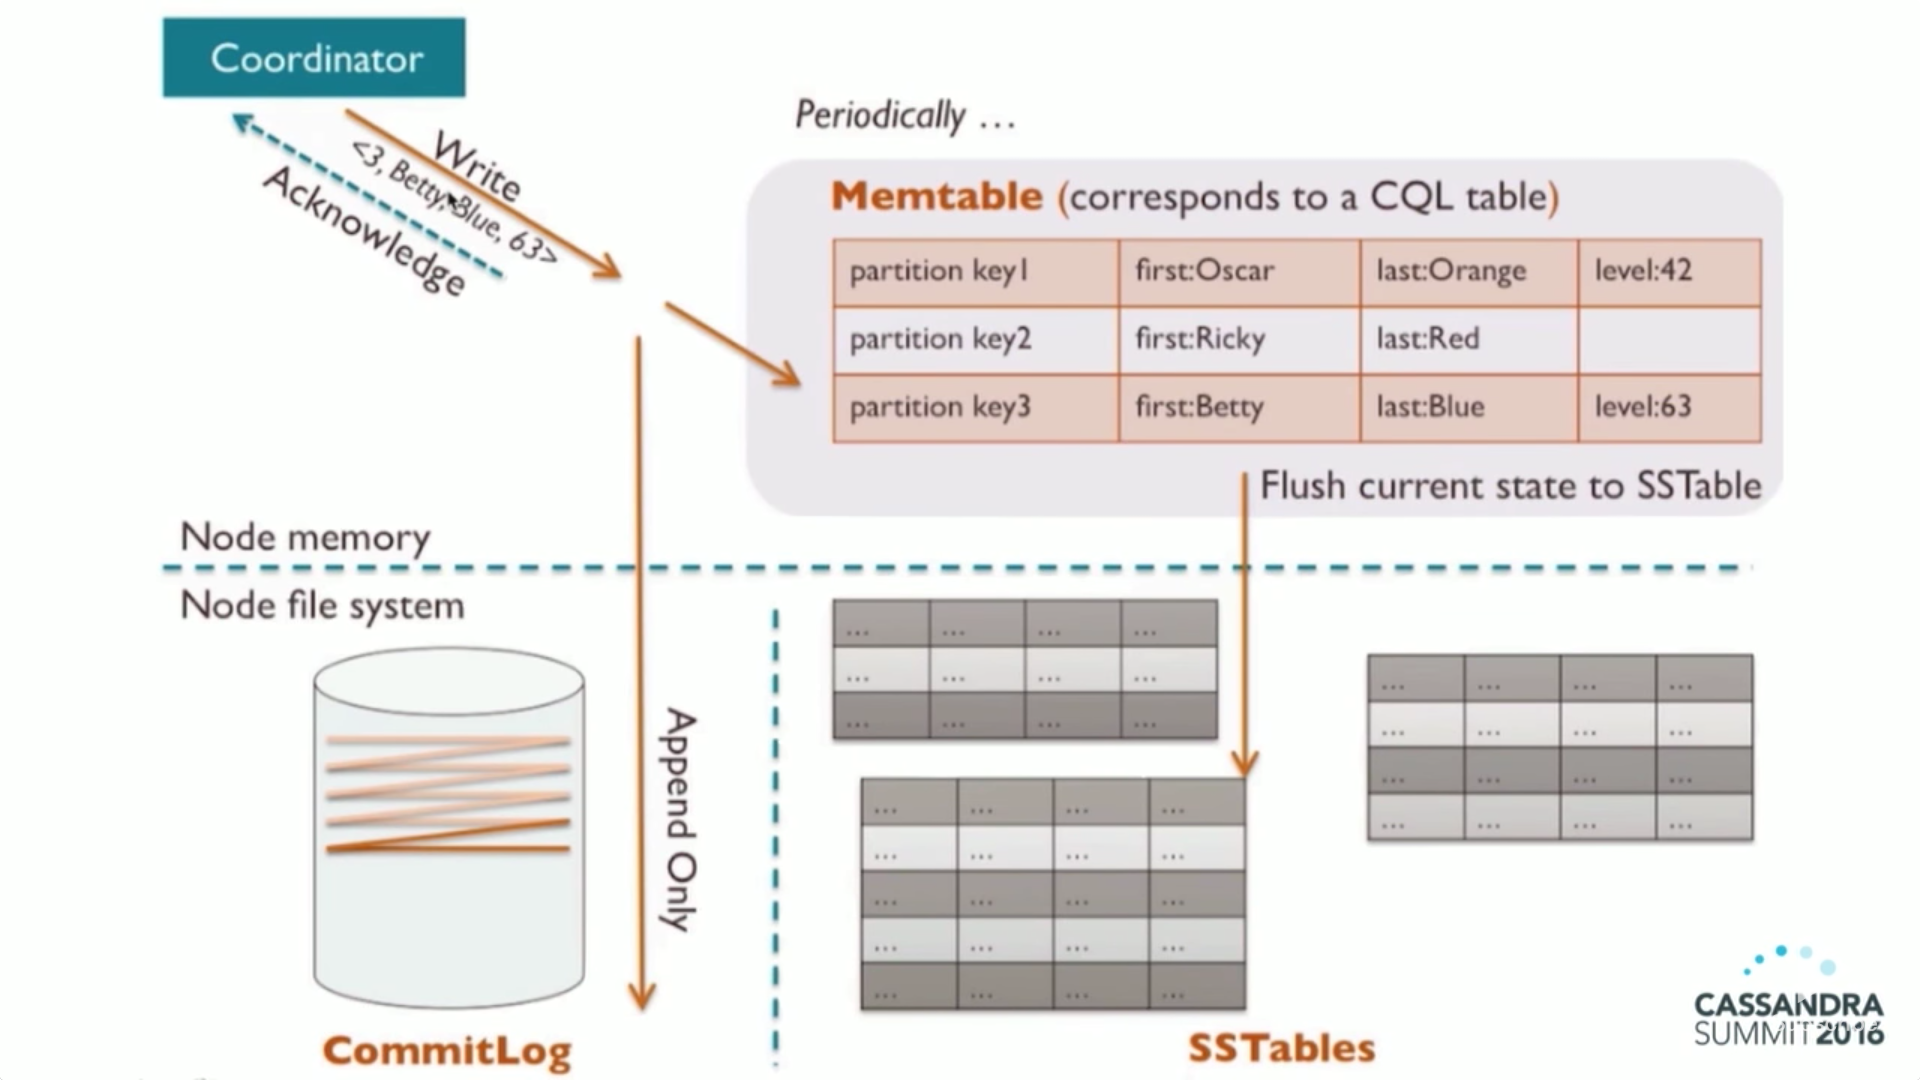 Coordinator
Write
<3, Betty, Blue, 63>
Acknowledge
Periodically ...
Memtable (corresponds to a CQL table)
partition key1 first:Oscar last:Orange level:42
partition key2 first:Ricky last:Red
partition key3 first:Betty last:Blue level:63
Flush current state to SSTable
Node memory
Node file system
Append Only
... ... ... ...
... ... ... ...
... ... ... ...
... ... ... ...
... ... ... ...
... ... ... ...
... ... ... ...
... ... ... ...
... ... ... ...
... ... ... ...
... ... ... ...
... ... ... ...
CommitLog
SSTables
CASSANDRA
SUMMIT 2016